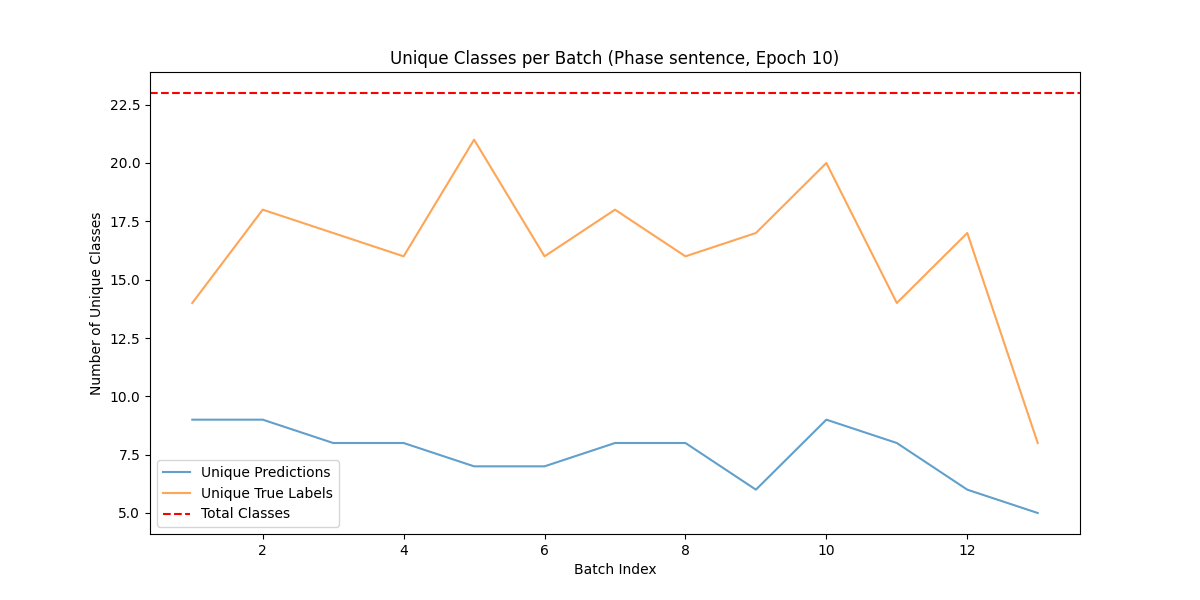 Unique Classes per Batch (Phase sentence, Epoch 10)
Number of Unique Classes
22.5
20.0
17.5
15.0
12.5
10.0
7.5
5.0
Unique Predictions
Unique True Labels
Total Classes
2 4 6 8 10 12
Batch Index